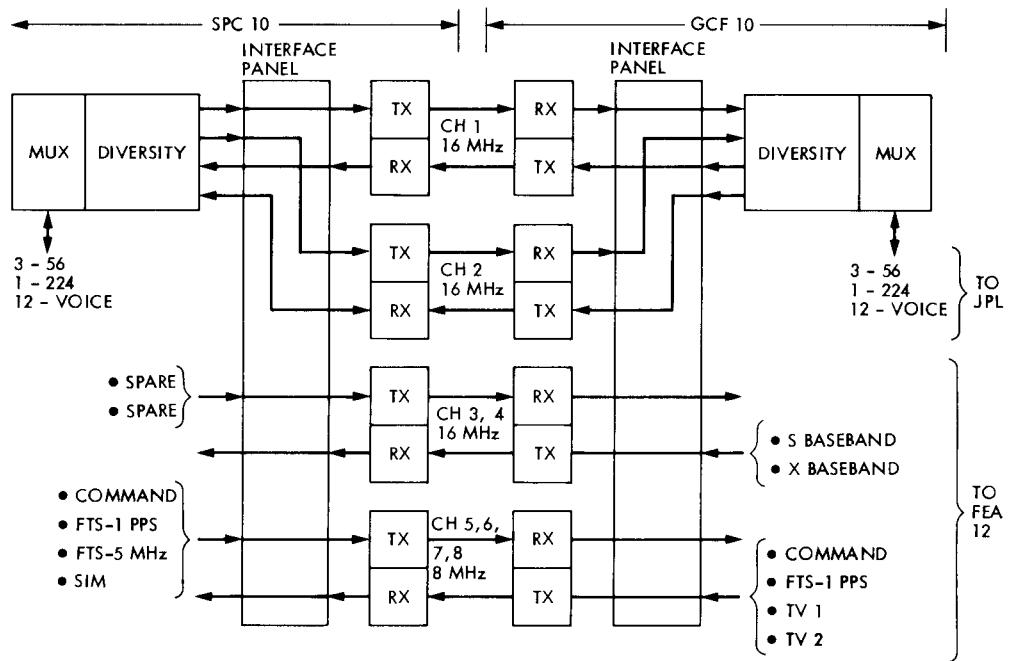 SPC 10
GCF 10
INTERFACE
PANEL
INTERFACE
PANEL
MUX
DIVERSITY
TX
RX
CH 1
16 MHz
RX
TX
DIVERSITY
MUX
3 - 56
1 - 224
12 - VOICE
TX
RX
CH 2
16 MHz
RX
TX
3 - 56
1 - 224
12 - VOICE
TO
JPL
● SPARE
● SPARE
TX
RX
CH 3, 4
16 MHz
RX
TX
● S BASEBAND
● X BASEBAND
● COMMAND
● FTS-1 PPS
● FTS-5 MHz
● SIM
TX
RX
CH 5,6,
7,8
8 MHz
RX
TX
● COMMAND
● FTS-1 PPS
● TV 1
● TV 2
TO
FEA
12